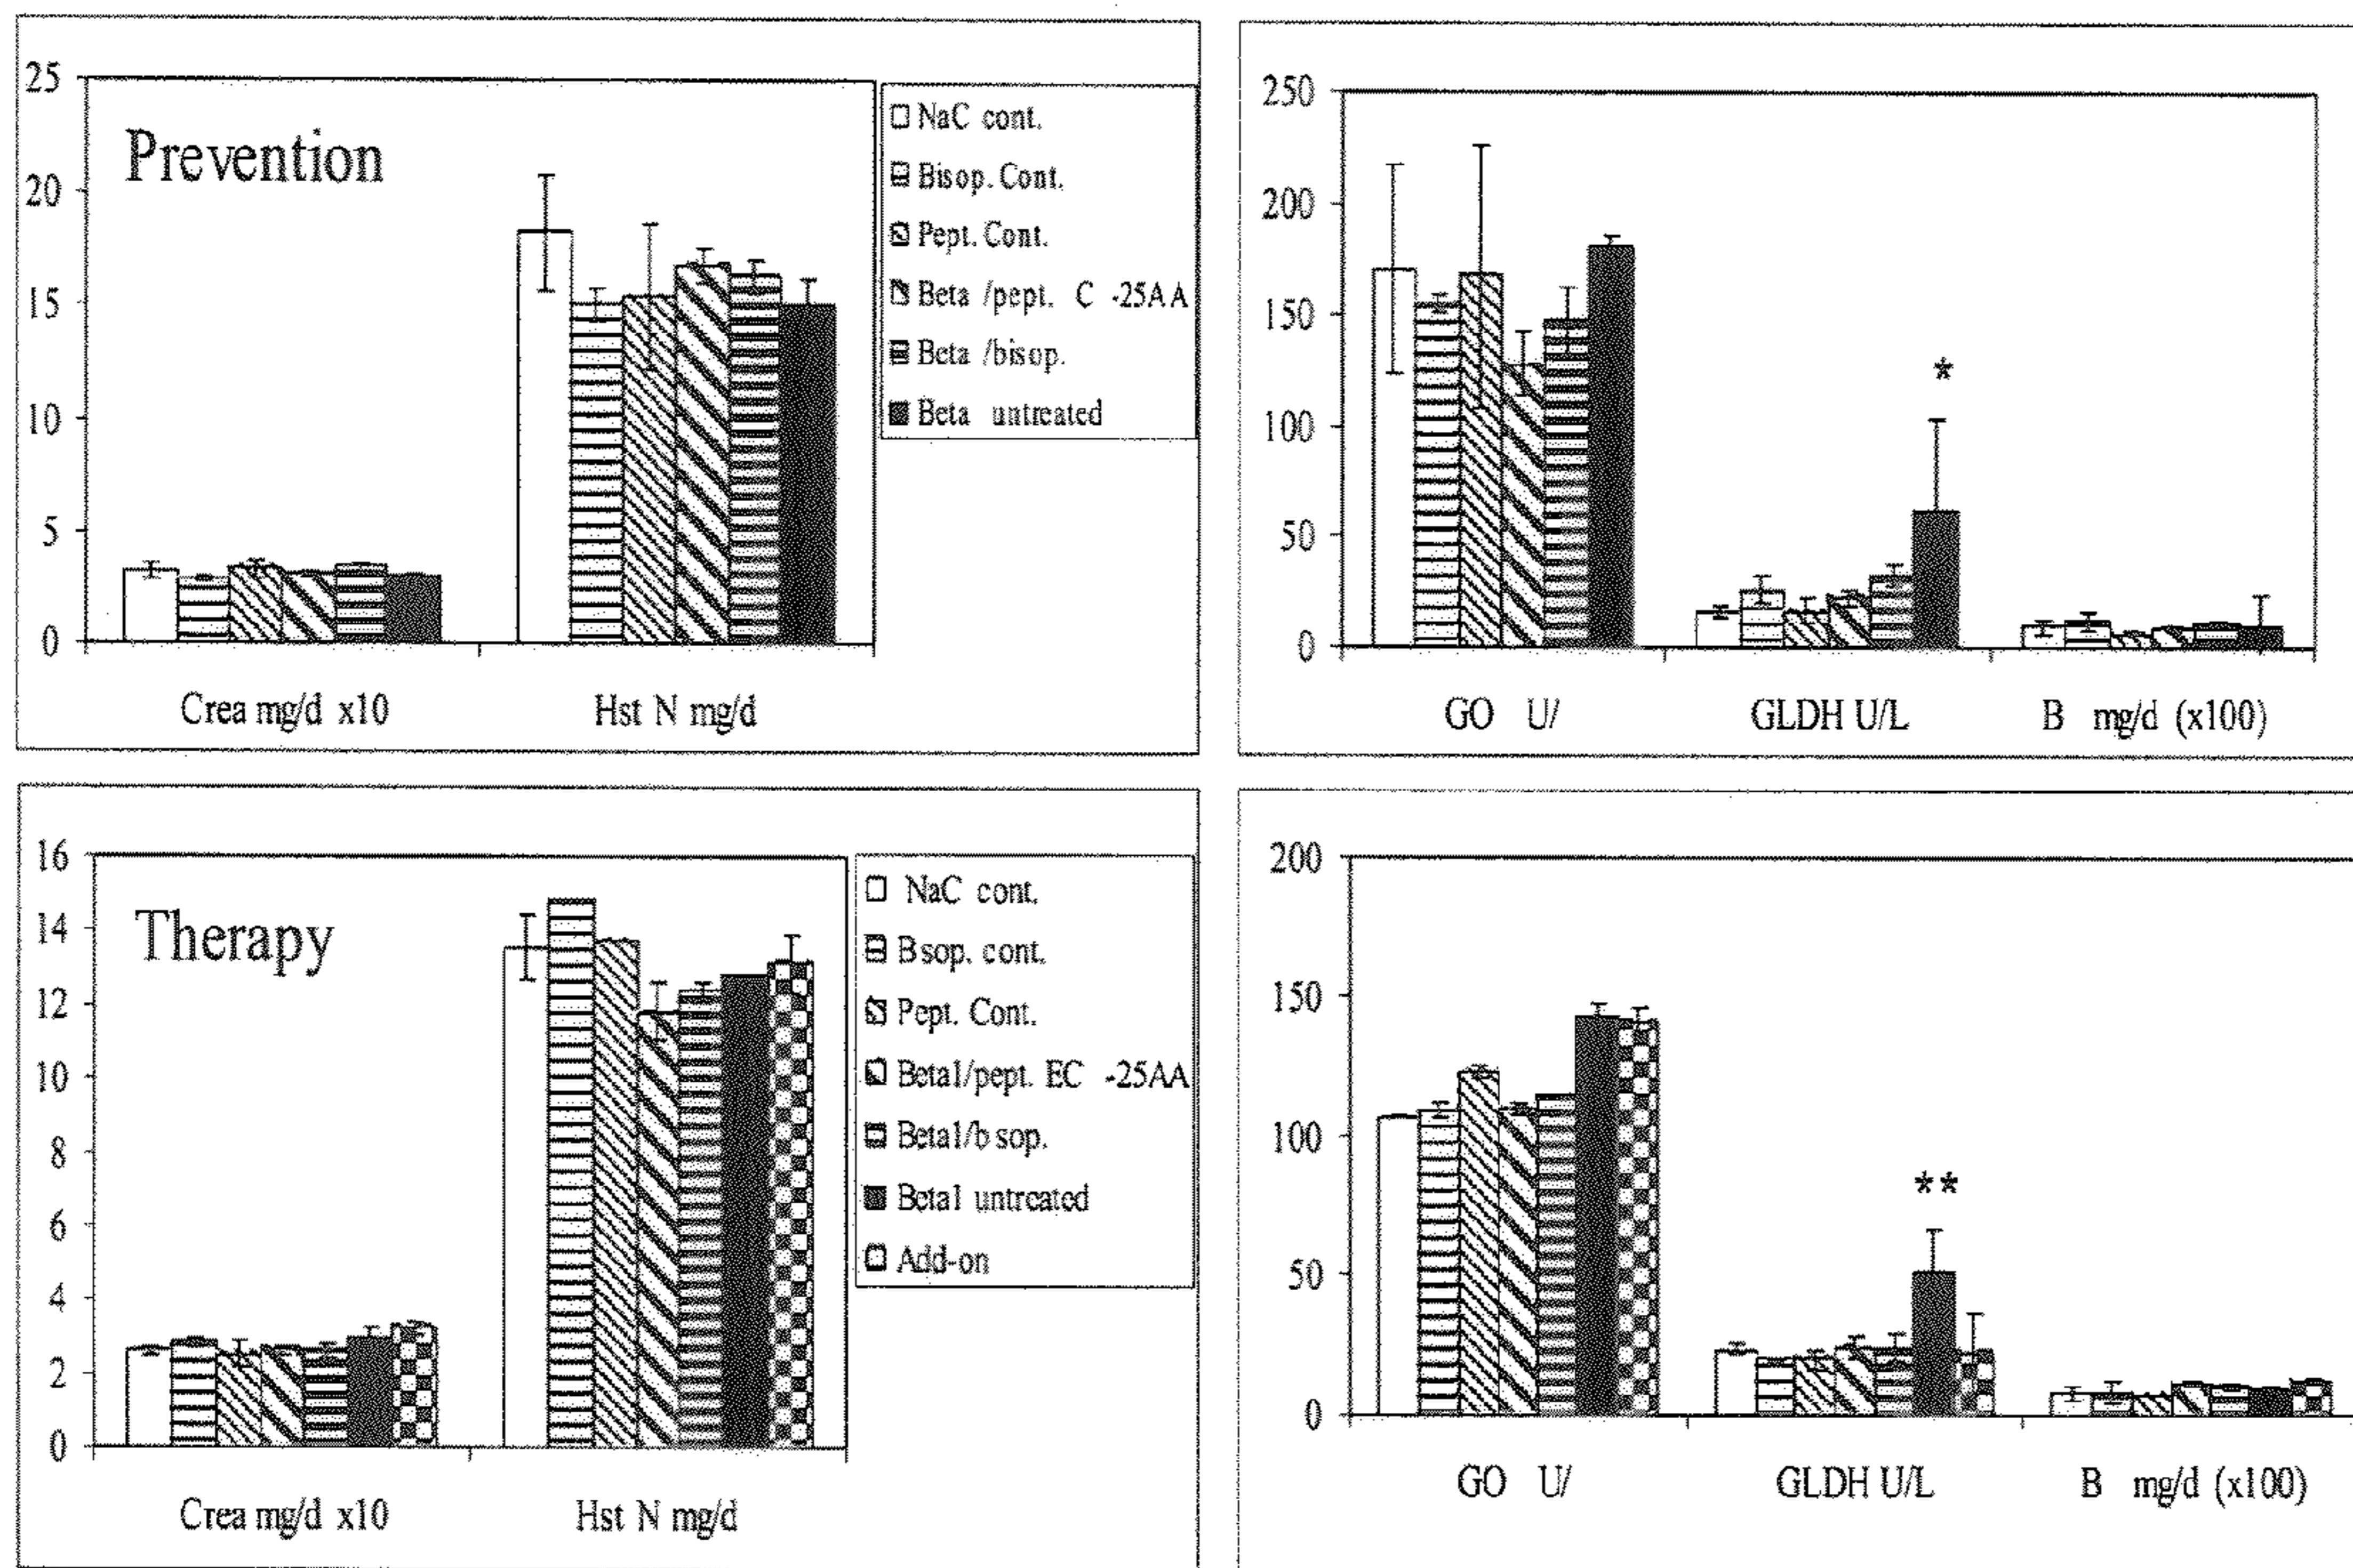 25
20
15
10
5
0
Prevention
Crea mg/d x10
Hst N mg/d
NaC cont.
Bisop. Cont.
Pept. Cont.
Beta /pept. C -25AA
Beta /bisop.
Beta untreated
250
200
150
100
50
0
*
GO U/
GLDH U/L
B mg/d (x100)
16
14
12
10
8
6
4
2
0
Therapy
Crea mg/d x10
Hst N mg/d
NaC cont.
B sop. cont.
Pept. Cont.
Beta1/pept. EC -25AA
Beta1/b sop.
Beta1 untreated
Add-on
200
150
100
50
0
**
GO U/
GLDH U/L
B mg/d (x100)